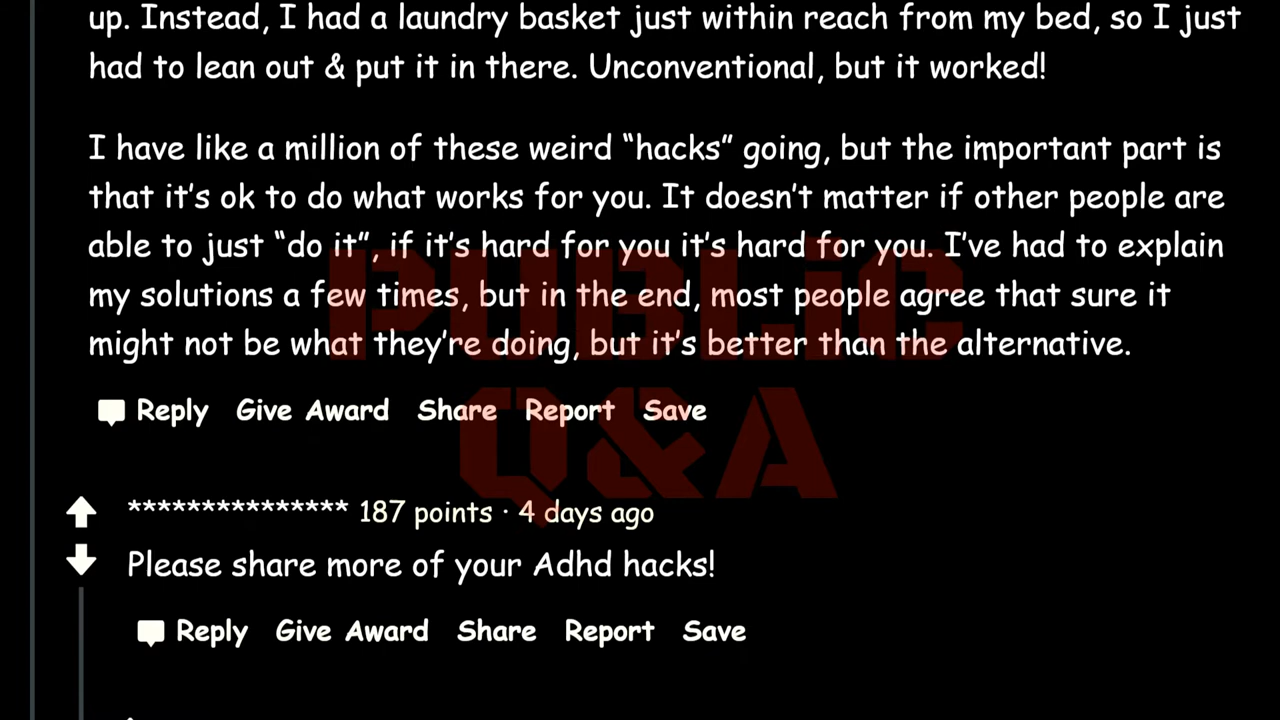 up. Instead, I had a laundry basket just within reach from my bed, so I just
had to lean out & put it in there. Unconventional, but it worked!
I have like a million of these weird “hacks” going, but the important part is
that it’s ok to do what works for you. It doesn’t matter if other people are
able to just “do it”, if it’s hard for you it’s hard for you. I’ve had to explain
my solutions a few times, but in the end, most people agree that sure it
might not be what they’re doing, but it’s better than the alternative.
PUBLiC
Q&A
Reply Give Award Share Report Save
*************** 187 points · 4 days ago
Please share more of your Adhd hacks!
Reply Give Award Share Report Save